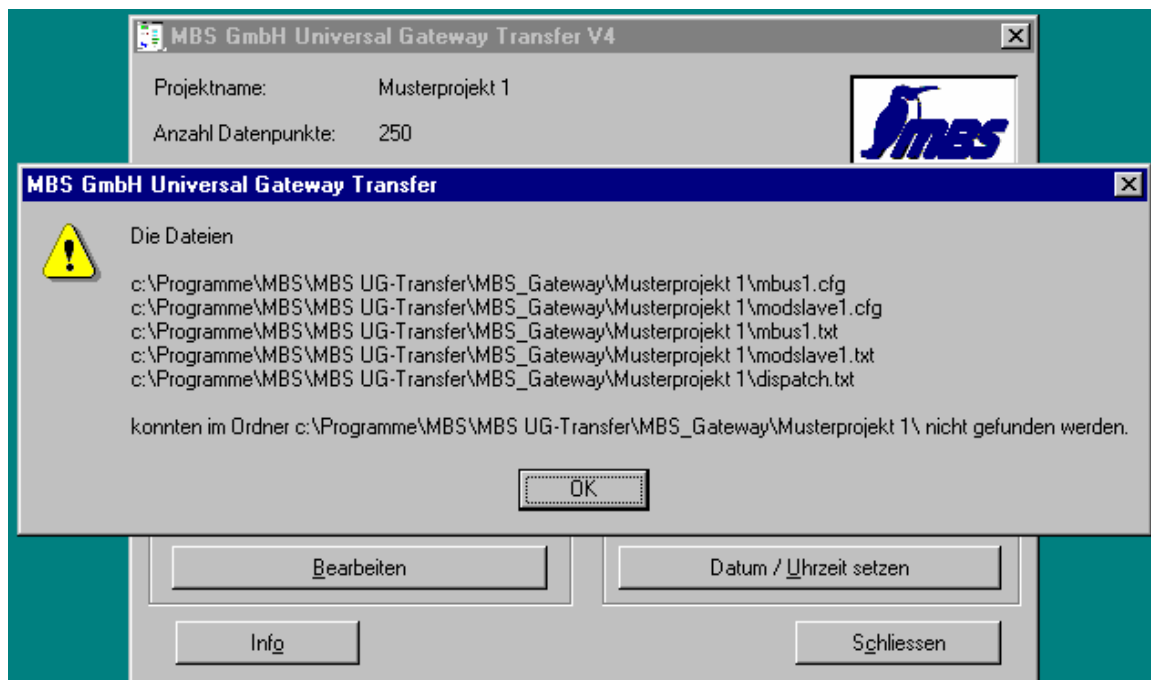 MBS GmbH Universal Gateway Transfer V4
Projektname: Musterprojekt 1
Anzahl Datenpunkte: 250
mbs
MBS GmbH Universal Gateway Transfer
Die Dateien
c:\Programme\MBS\MBS UG-Transfer\MBS_Gateway\Musterprojekt 1\mbus1.cfg
c:\Programme\MBS\MBS UG-Transfer\MBS_Gateway\Musterprojekt 1\modslave1.cfg
c:\Programme\MBS\MBS UG-Transfer\MBS_Gateway\Musterprojekt 1\mbus1.txt
c:\Programme\MBS\MBS UG-Transfer\MBS_Gateway\Musterprojekt 1\modslave1.txt
c:\Programme\MBS\MBS UG-Transfer\MBS_Gateway\Musterprojekt 1\dispatch.txt
konnten im Ordner c:\Programme\MBS\MBS UG-Transfer\MBS_Gateway\Musterprojekt 1\ nicht gefunden werden.
OK
Bearbeiten
Datum / Uhrzeit setzen
Info
Schliessen